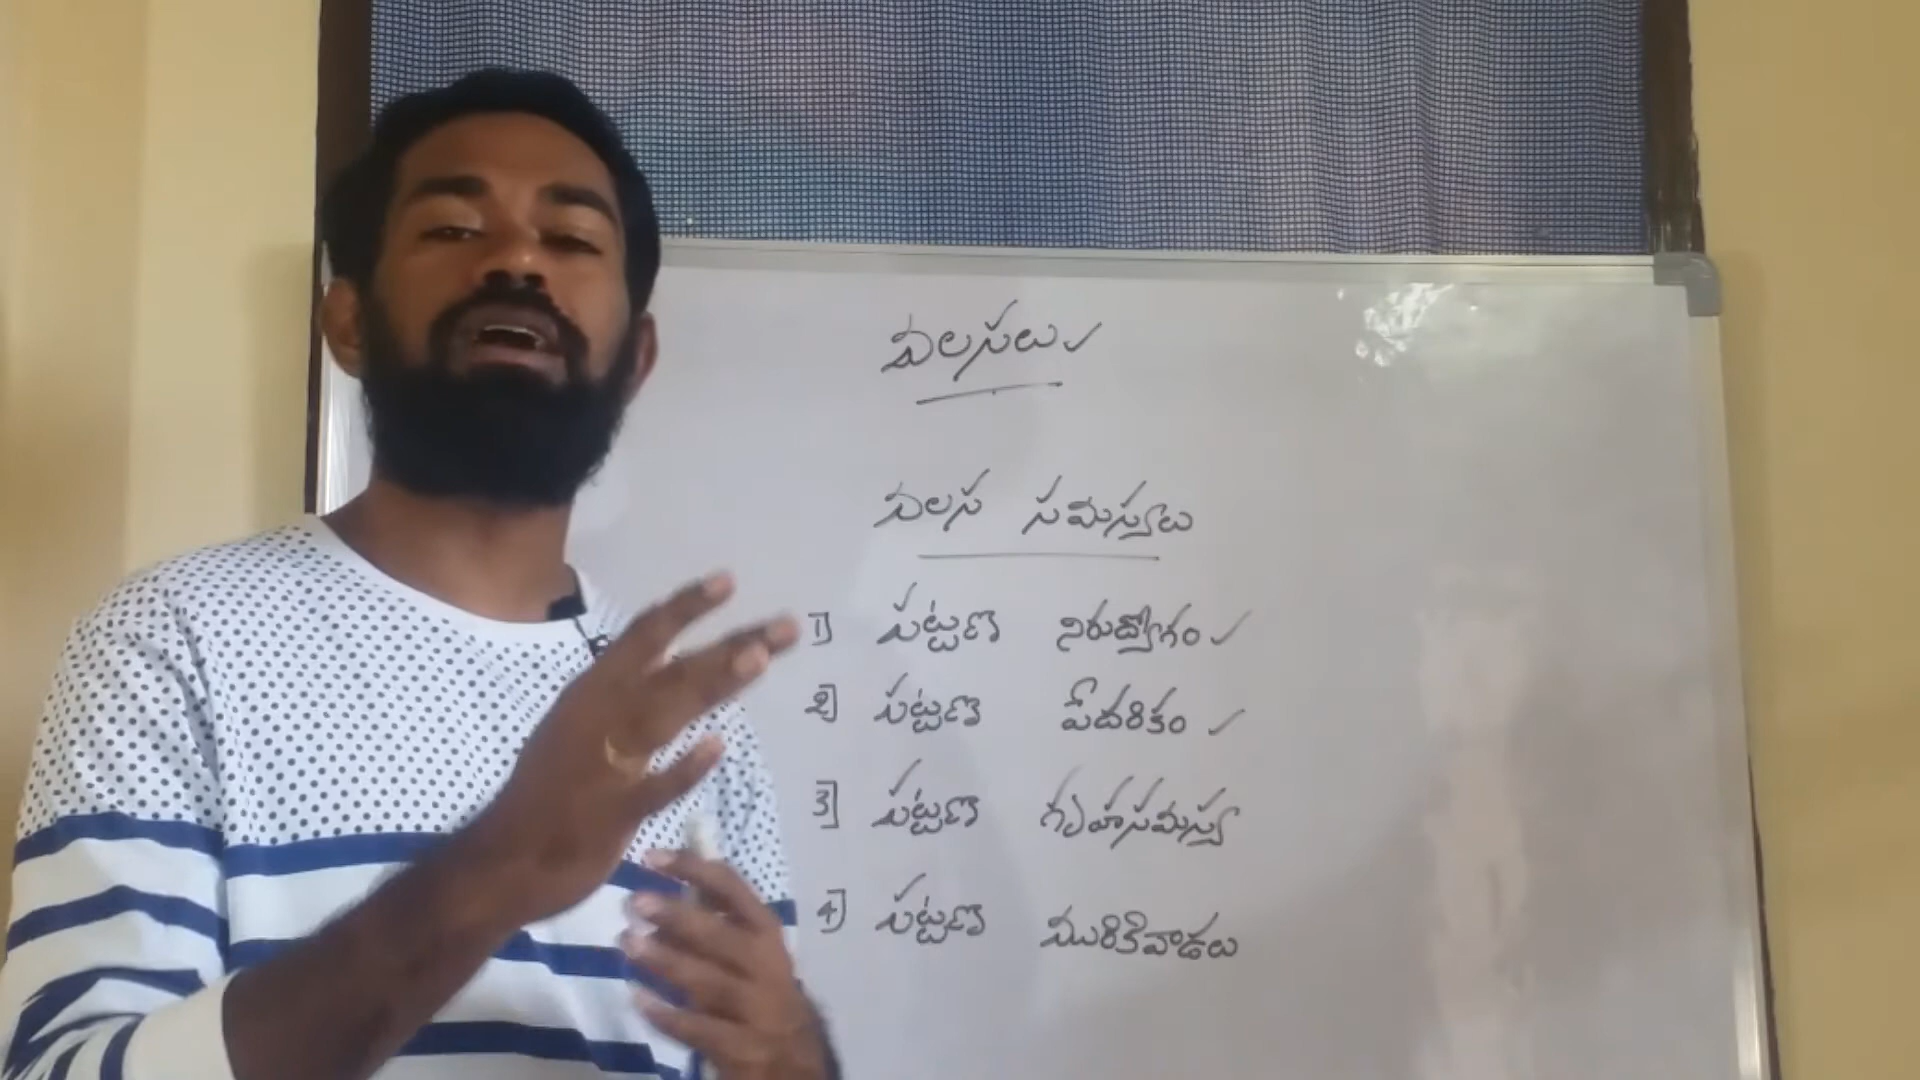 వలసలు ✓
వలస సమస్యలు
1] పట్టణ నిరుద్యోగం ✓
2] పట్టణ పేదరికం ✓
3] పట్టణ గృహసమస్య
4] పట్టణ మురికివాడలు